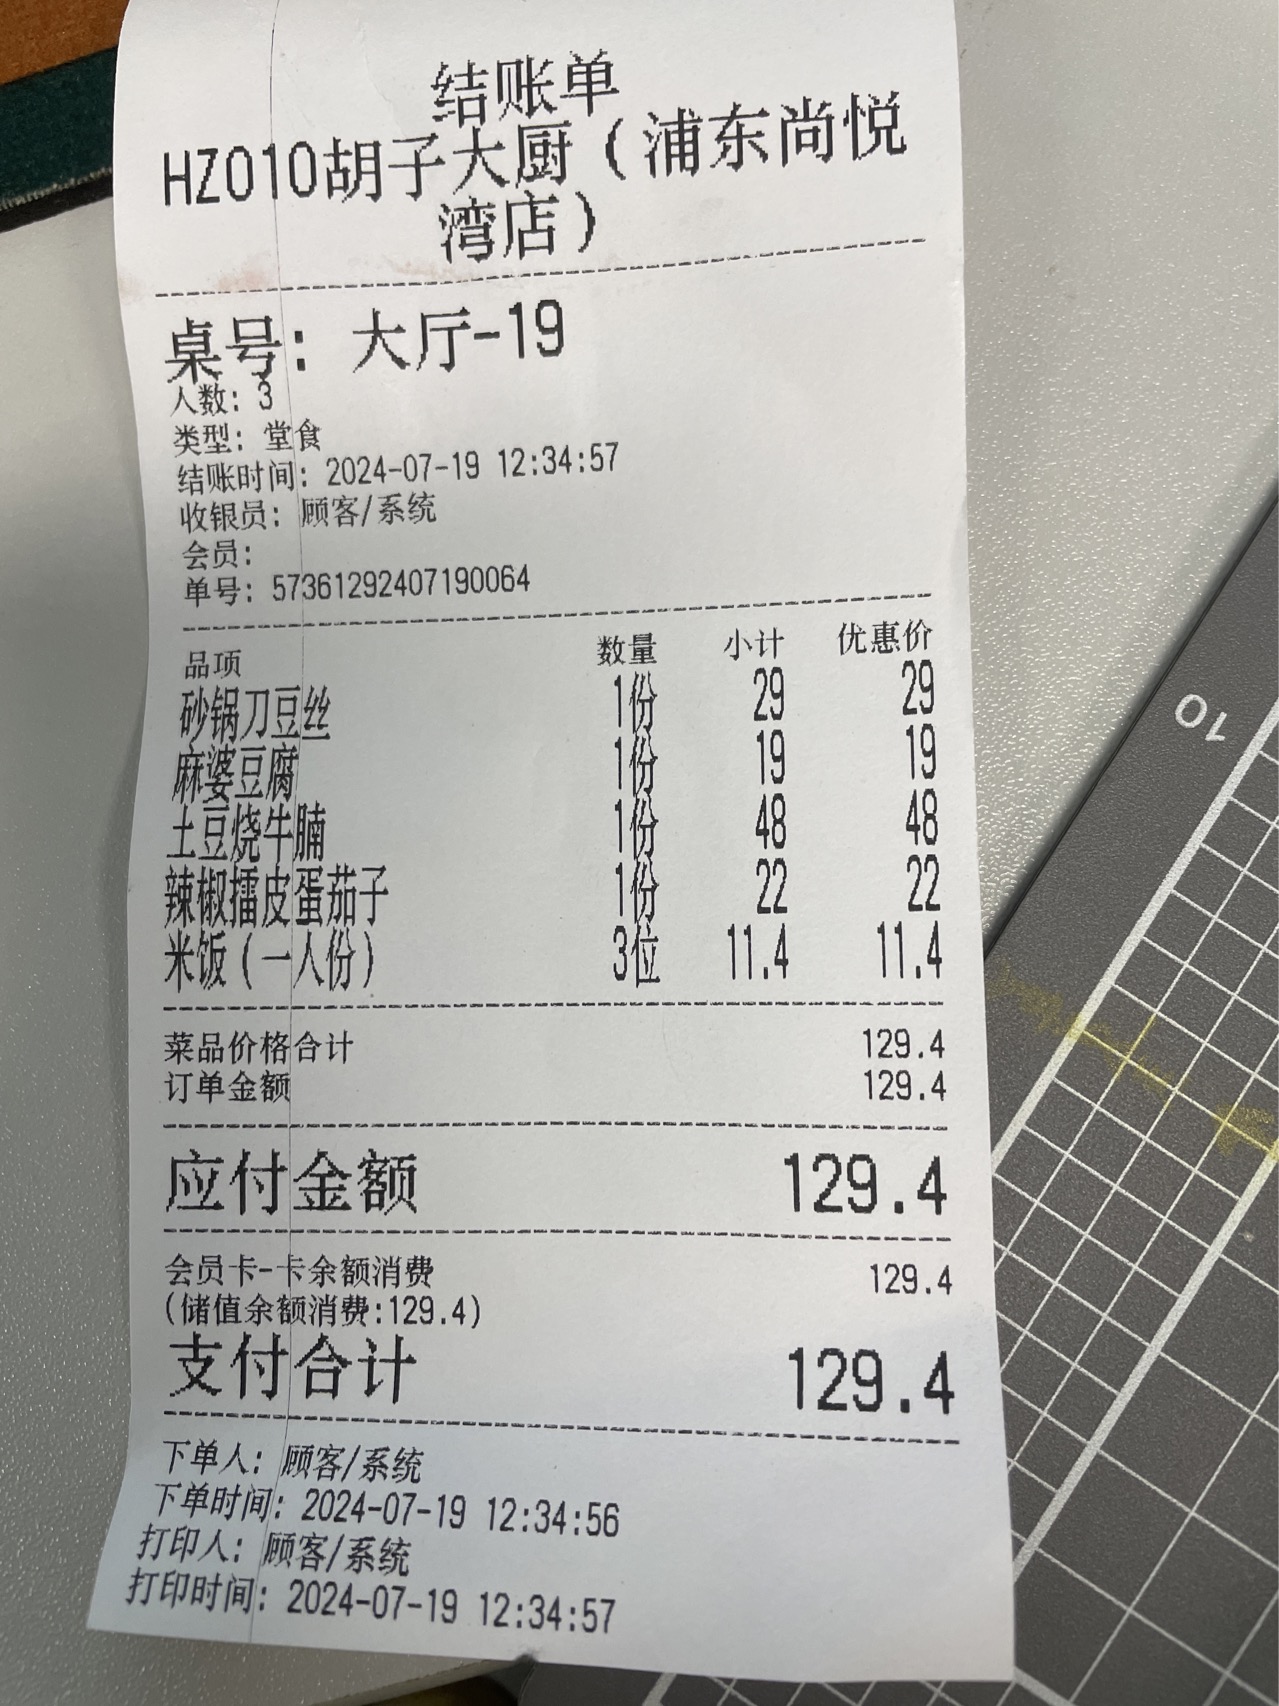 结账单
HZ010胡子大厨（浦东尚悦
湾店）
桌号：大厅-19
人数：3
类型：堂食
结账时间：2024-07-19 12:34:57
收银员：顾客/系统
会员：
单号：57361292407190064
品项 数量 小计 优惠价
砂锅刀豆丝 1份 29 29
麻婆豆腐 1份 19 19
土豆烧牛腩 1份 48 48
辣椒擂皮蛋茄子 1份 22 22
米饭（一人份） 3位 11.4 11.4
菜品价格合计 129.4
订单金额 129.4
应付金额 129.4
会员卡-卡余额消费 129.4
(储值余额消费:129.4)
支付合计 129.4
下单人：顾客/系统
下单时间：2024-07-19 12:34:56
打印人：顾客/系统
打印时间：2024-07-19 12:34:57
10